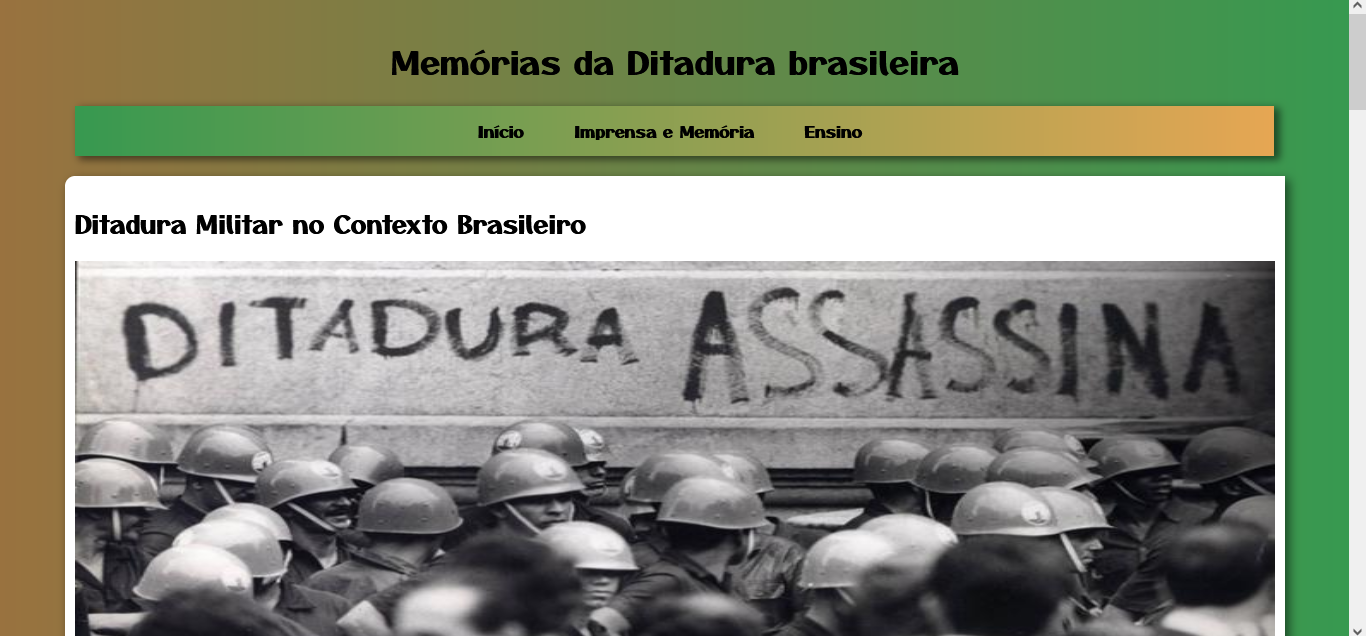 Memórias da Ditadura brasileira
Início Imprensa e Memória Ensino
Ditadura Militar no Contexto Brasileiro
DITADURA ASSASSINA